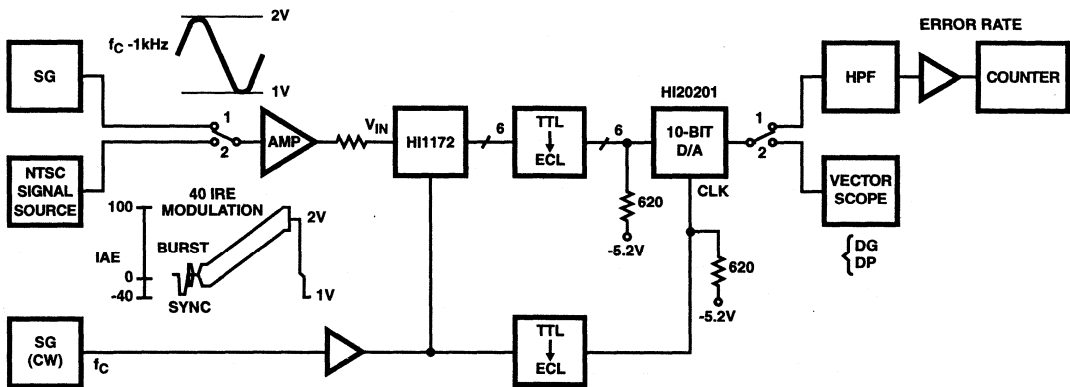 2V
fC -1kHz
1V
SG
1
2
NTSC
SIGNAL
SOURCE
AMP
VIN
HI1172
6
TTL
ECL
6
HI20201
10-BIT
D/A
CLK
620
-5.2V
620
-5.2V
1
2
HPF
ERROR RATE
COUNTER
VECTOR
SCOPE
DG
DP
40 IRE
MODULATION
100
IAE
0
-40
BURST
SYNC
2V
1V
SG
(CW)
fC
TTL
ECL